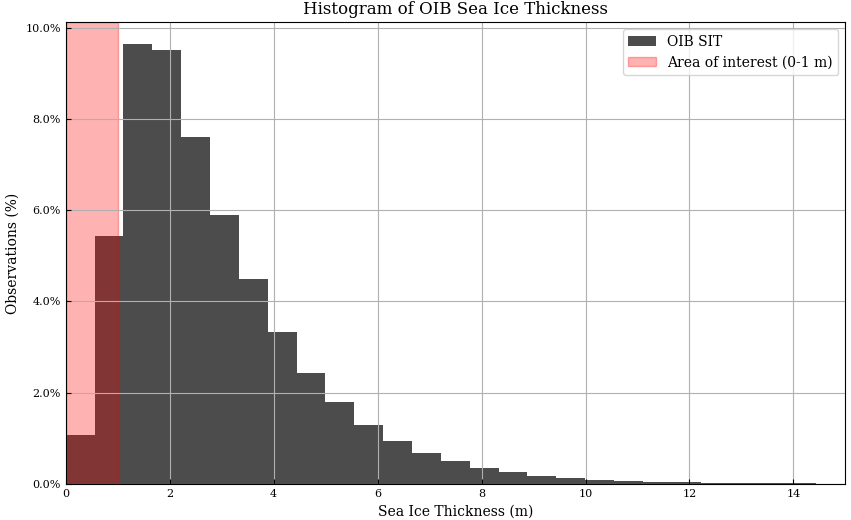 Histogram of OIB Sea Ice Thickness
OIB SIT
Area of interest (0-1 m)
10.0%
8.0%
6.0%
4.0%
2.0%
0.0%
Observations (%)
0 2 4 6 8 10 12 14
Sea Ice Thickness (m)